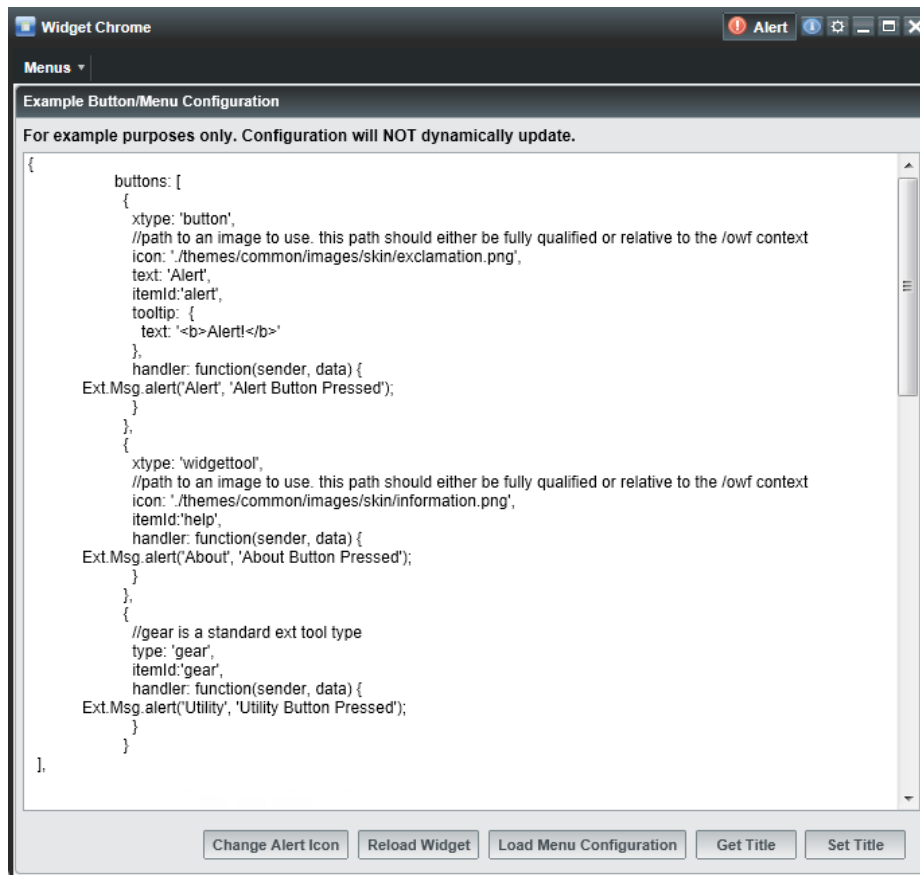 Widget Chrome
Alert
Menus
Example Button/Menu Configuration
For example purposes only. Configuration will NOT dynamically update.
{
buttons: [
{
xtype: 'button',
//path to an image to use. this path should either be fully qualified or relative to the /owf context
icon: './themes/common/images/skin/exclamation.png',
text: 'Alert',
itemId:'alert',
tooltip:  {
text: '<b>Alert!</b>'
},
handler: function(sender, data) {
Ext.Msg.alert('Alert', 'Alert Button Pressed');
}
},
{
xtype: 'widgettool',
//path to an image to use. this path should either be fully qualified or relative to the /owf context
icon: './themes/common/images/skin/information.png',
itemId:'help',
handler: function(sender, data) {
Ext.Msg.alert('About', 'About Button Pressed');
}
},
{
//gear is a standard ext tool type
type: 'gear',
itemId:'gear',
handler: function(sender, data) {
Ext.Msg.alert('Utility', 'Utility Button Pressed');
}
}
],
Change Alert Icon
Reload Widget
Load Menu Configuration
Get Title
Set Title